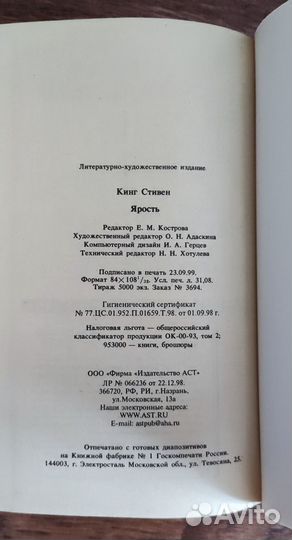 Литературно-художественное издание
Кинг Стивен
Ярость
Редактор Е. М. Кострова
Художественный редактор О. Н. Адаскина
Компьютерный дизайн И. А. Герцев
Технический редактор Н. Н. Хотулева
Подписано в печать 23.09.99.
Формат 84×108¹/₃₂. Усл. печ. л. 31,08.
Тираж 5000 экз. Заказ № 3694.
Гигиенический сертификат
№ 77.ЦС.01.952.П.01659.Т.98. от 01.09.98 г.
Налоговая льгота – общероссийский
классификатор продукции ОК-00-93, том 2;
953000 – книги, брошюры
ООО «Фирма «Издательство АСТ»
ЛР № 066236 от 22.12.98.
366720, РФ, РИ, г.Назрань,
ул.Московская, 13а
Наши электронные адреса:
WWW.AST.RU
E-mail: astpub@aha.ru
Отпечатано с готовых диапозитивов
на Книжной фабрике № 1 Госкомпечати России.
144003, г. Электросталь Московской обл., ул. Тевосяна, 25.
Avito